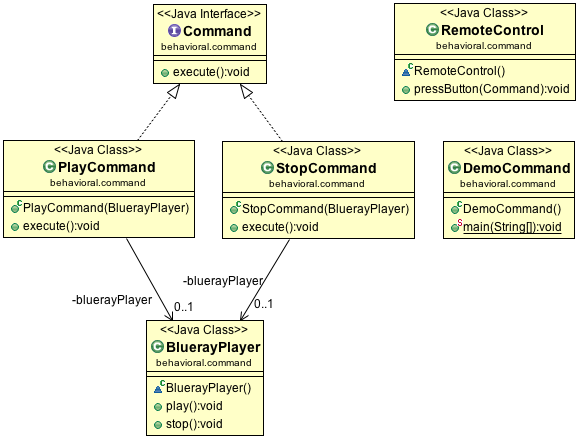 <<Java Interface>>
Command
behavioral.command
execute():void
<<Java Class>>
RemoteControl
behavioral.command
RemoteControl()
pressButton(Command):void
<<Java Class>>
PlayCommand
behavioral.command
PlayCommand(BluerayPlayer)
execute():void
<<Java Class>>
StopCommand
behavioral.command
StopCommand(BluerayPlayer)
execute():void
<<Java Class>>
DemoCommand
behavioral.command
DemoCommand()
main(String[]):void
-bluerayPlayer
0..1
-bluerayPlayer
0..1
<<Java Class>>
BluerayPlayer
behavioral.command
BluerayPlayer()
play():void
stop():void